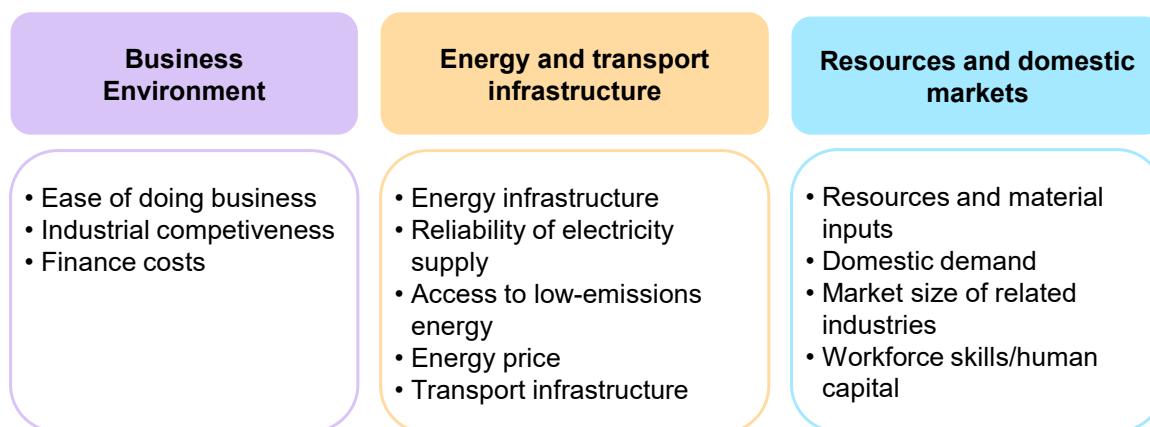 Business
Environment
• Ease of doing business
• Industrial competiveness
• Finance costs
Energy and transport
infrastructure
• Energy infrastructure
• Reliability of electricity
supply
• Access to low-emissions
energy
• Energy price
• Transport infrastructure
Resources and domestic
markets
• Resources and material
inputs
• Domestic demand
• Market size of related
industries
• Workforce skills/human
capital